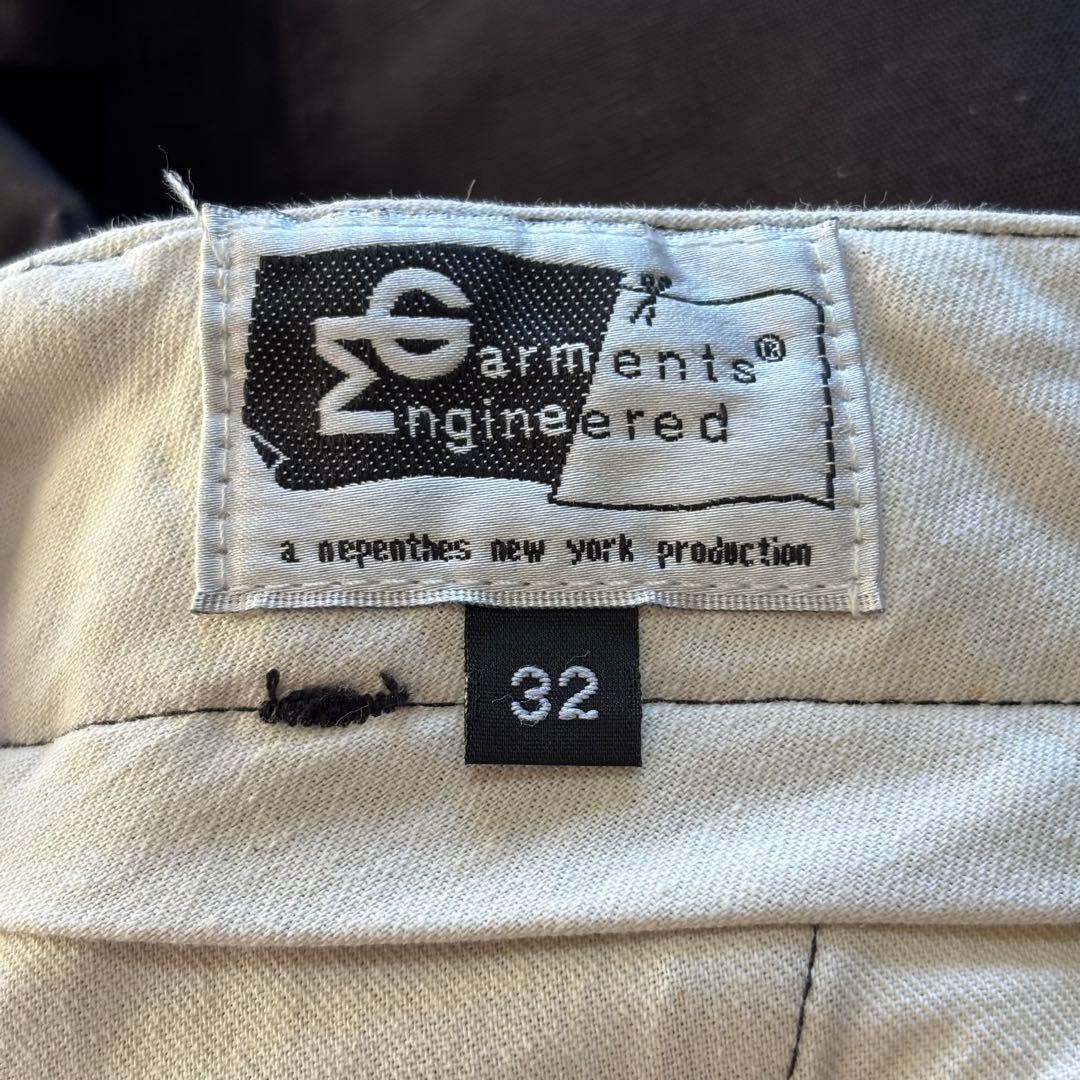 Garments®
Engineered
a nepenthes new york production
32